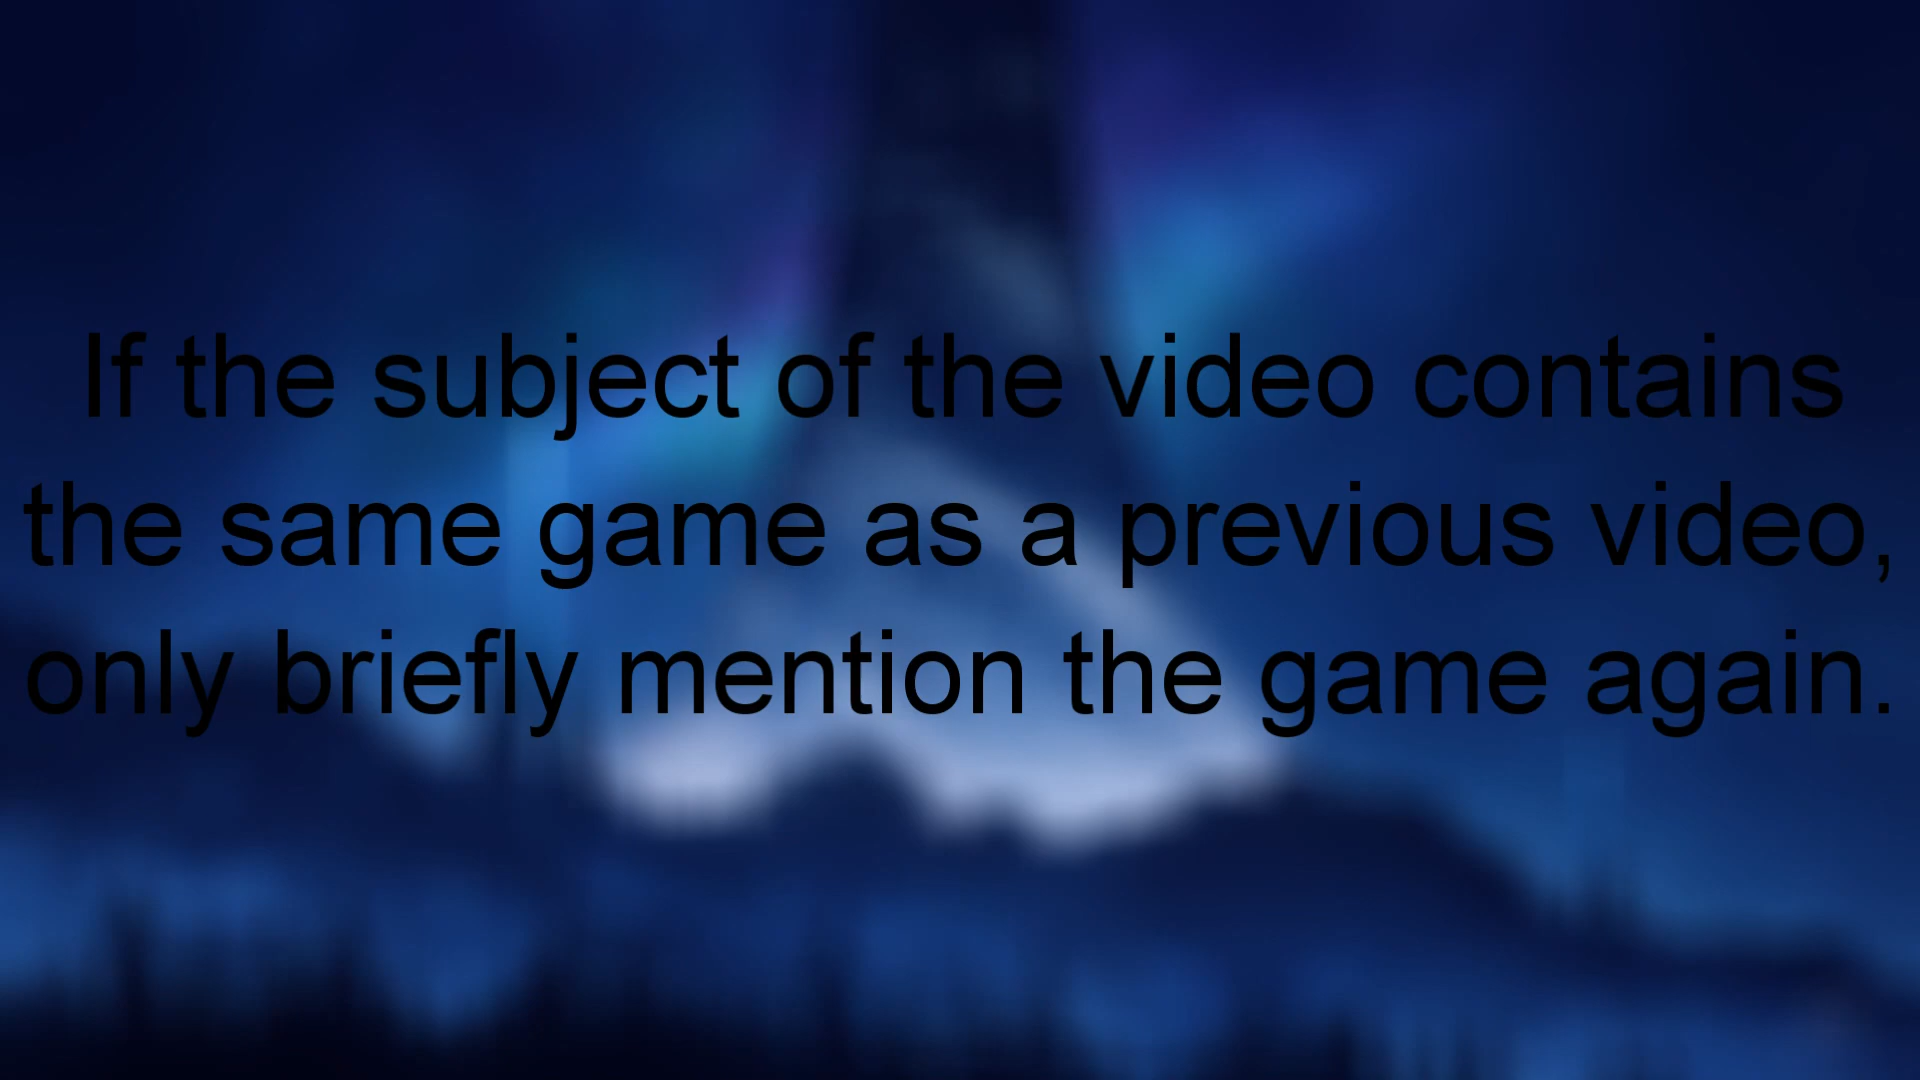 If the subject of the video contains
the same game as a previous video,
only briefly mention the game again.